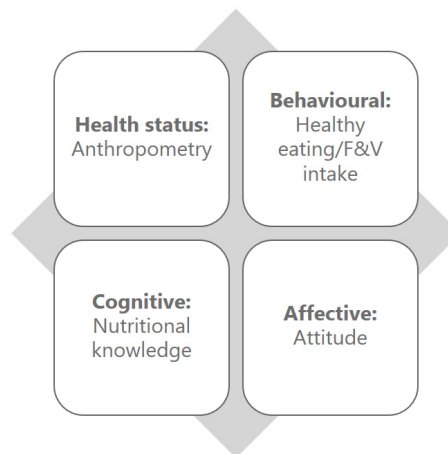 Health status:
Anthropometry
Behavioural:
Healthy
eating/F&V
intake
Cognitive:
Nutritional
knowledge
Affective:
Attitude